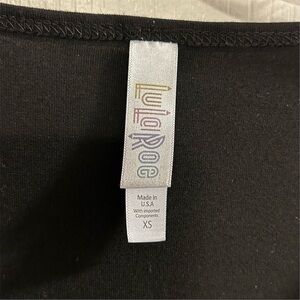 LuLaRoe
Made in
U.S.A
With imported
Components
XS